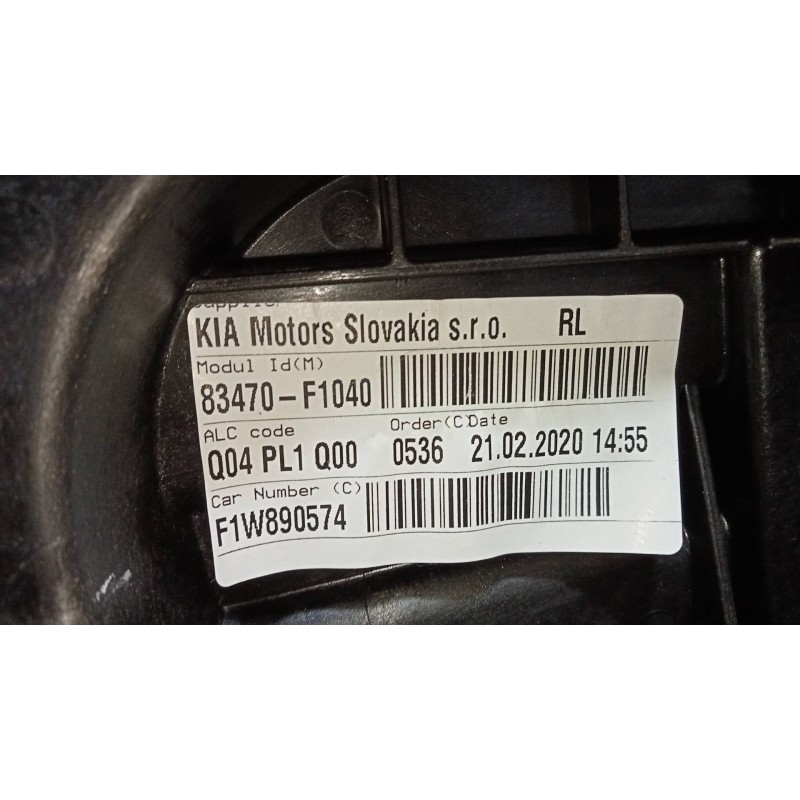 Supplier
KIA Motors Slovakia s.r.o. RL
Modul Id(M)
83470-F1040
ALC code Order(C) Date
Q04 PL1 Q00 0536 21.02.2020 14:55
Car Number (C)
F1W890574